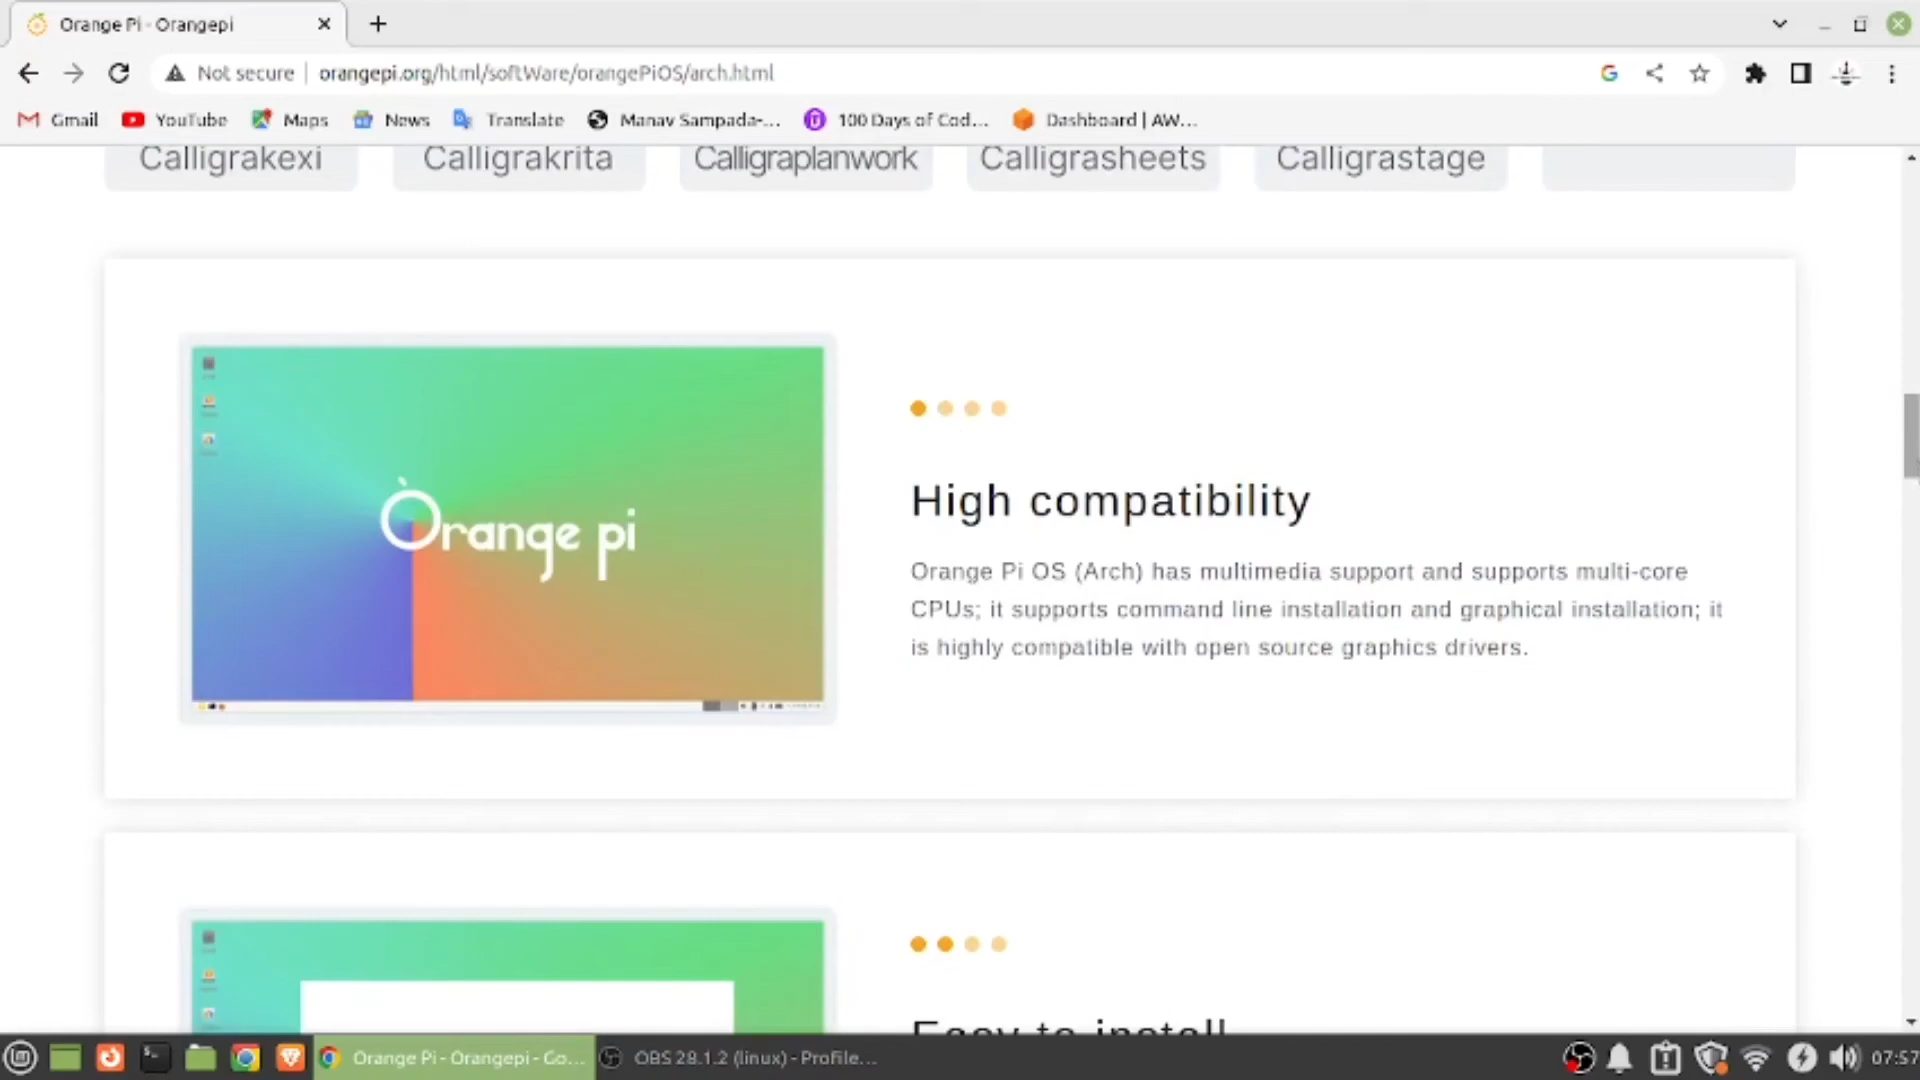 Orange Pi - Orangepi
Not secure
orangepi.org/html/softWare/orangePiOS/arch.html
Gmail
YouTube
Maps
News
Translate
Manav Sampada-...
100 Days of Cod...
Dashboard | AW...
Calligrakexi
Calligrakrita
Calligraplanwork
Calligrasheets
Calligrastage
Orange pi
High compatibility
Orange Pi OS (Arch) has multimedia support and supports multi-core
CPUs; it supports command line installation and graphical installation; it
is highly compatible with open source graphics drivers.
Easy to install
Orange Pi - Orangepi - Go...
OBS 28.1.2 (linux) - Profile...
07:57